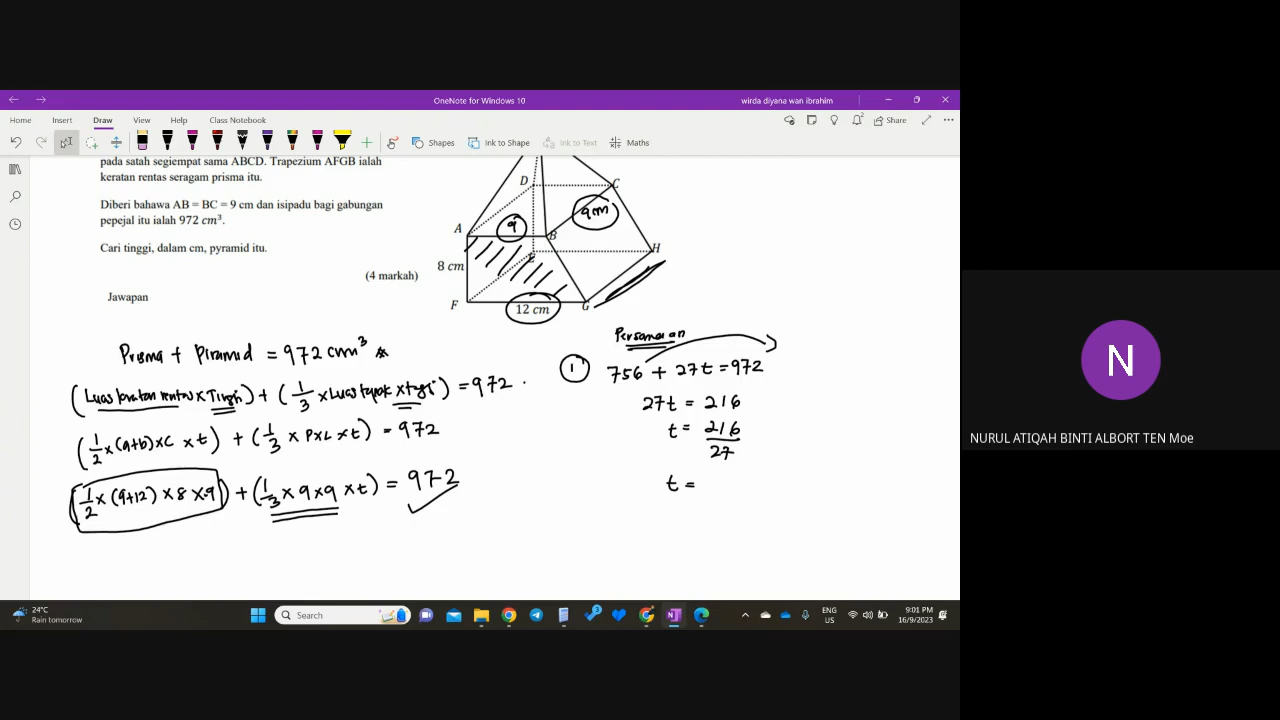 OneNote for Windows 10
wirda diyana wan ibrahim
Home Insert Draw View Help Class Notebook
Share
Shapes Ink to Shape Ink to Text Maths
pada satah segiempat sama ABCD. Trapezium AFGB ialah
keratan rentas seragam prisma itu.
Diberi bahawa AB = BC = 9 cm dan isipadu bagi gabungan
pepejal itu ialah 972 cm³.
Cari tinggi, dalam cm, pyramid itu.
(4 markah)
Jawapan
D C
9cm
A 9 B
H
8 cm E
F 12 cm G
Prisma + Piramid = 972 cm³
(Luas keratan rentas × Tinggi) + (1/3 × Luas tapak × tggi) = 972
(1/2 × (a+b) × c × t) + (1/3 × P × L × t) = 972
(1/2 × (9+12) × 8 × 9) + (1/3 × 9 × 9 × t) = 972
Persamaan
1 756 + 27t = 972
27t = 216
t = 216/27
t =
N
NURUL ATIQAH BINTI ALBORT TEN Moe
24°C
Rain tomorrow
Search
3
ENG
US
9:01 PM
16/9/2023